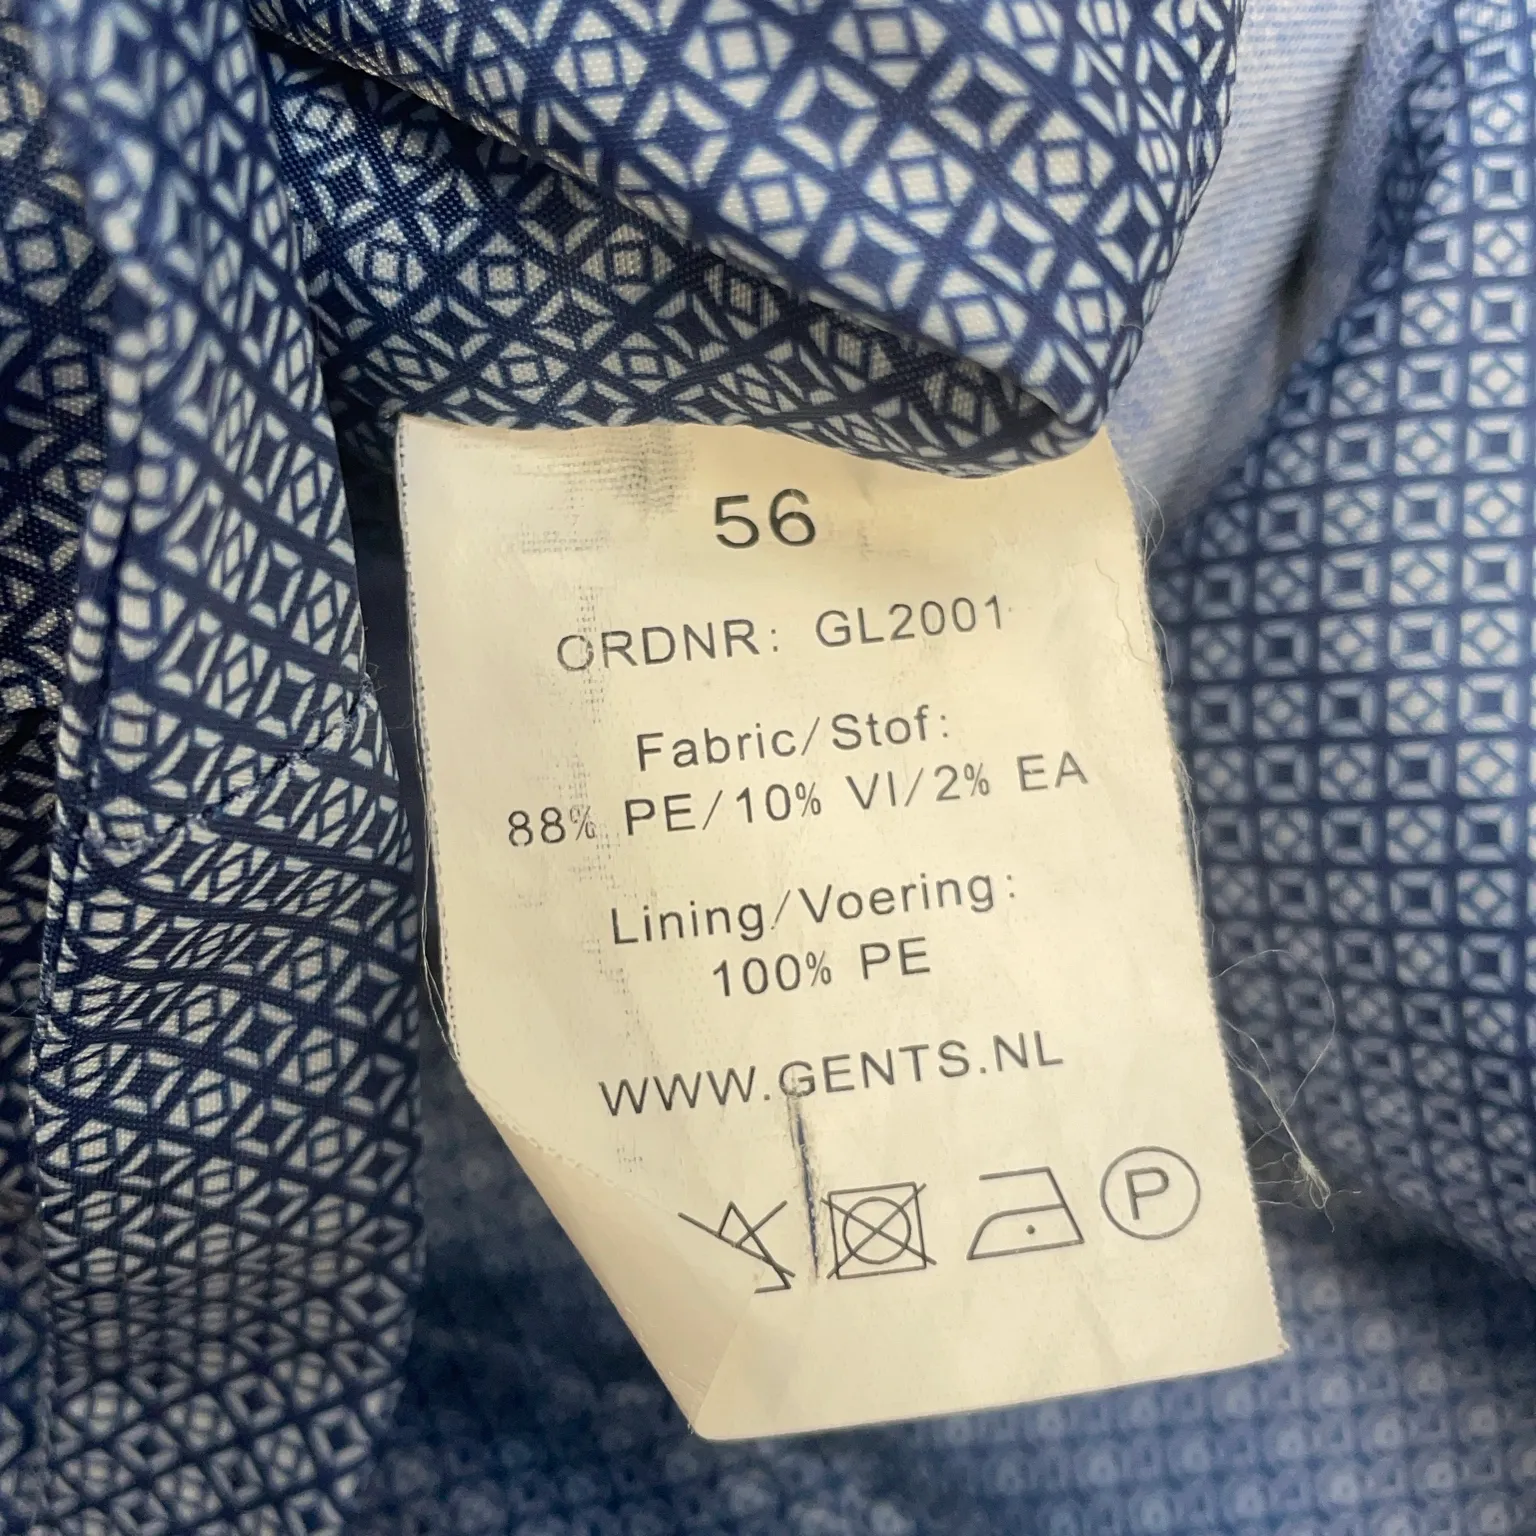 56
ORDNR: GL2001
Fabric/Stof:
88% PE/10% VI/2% EA
Lining/Voering:
100% PE
WWW.GENTS.NL
P